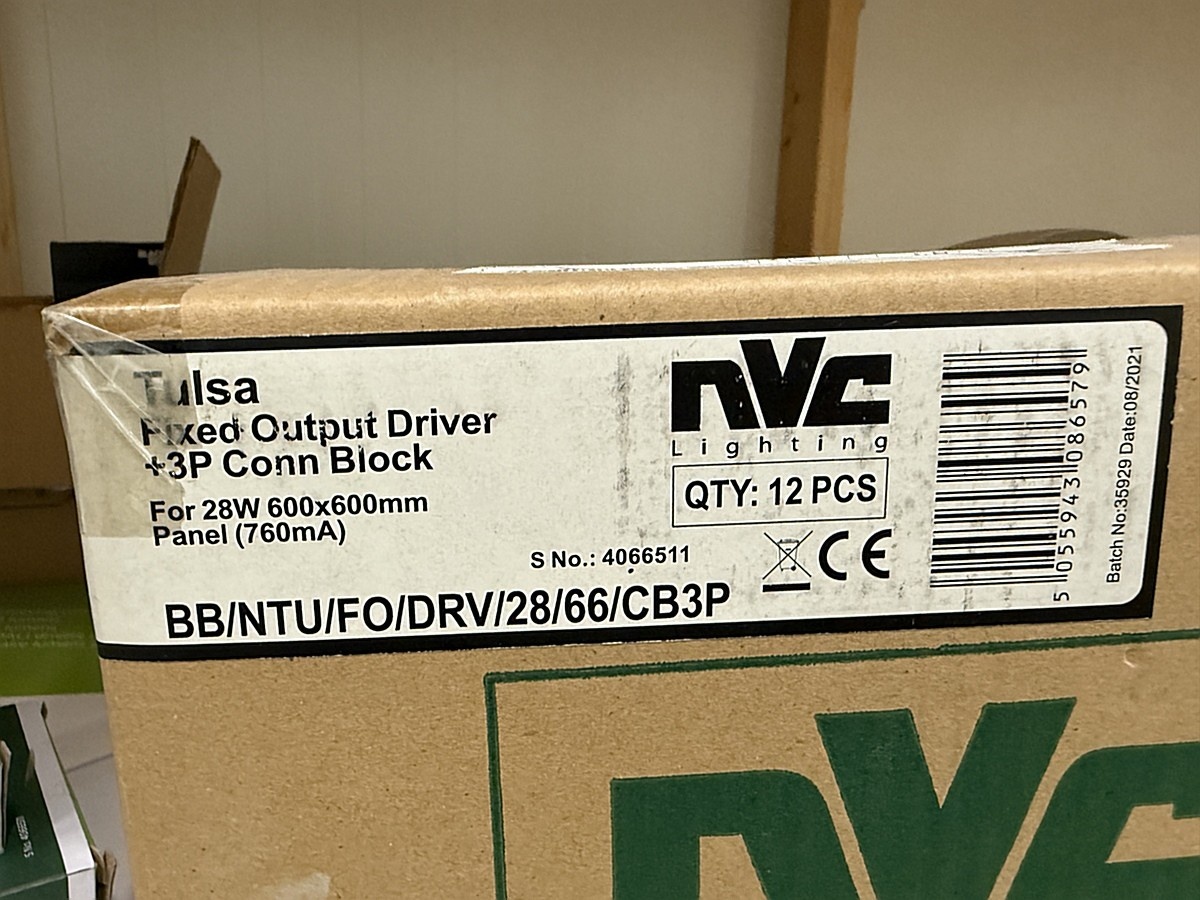 Tulsa
Fixed Output Driver
+3P Conn Block
For 28W 600x600mm
Panel (760mA)
S No.: 4066511
BB/NTU/FO/DRV/28/66/CB3P
nvc
Lighting
QTY: 12 PCS
CE
5 055943 086579
Batch No:35929 Date:08/2021
nvc